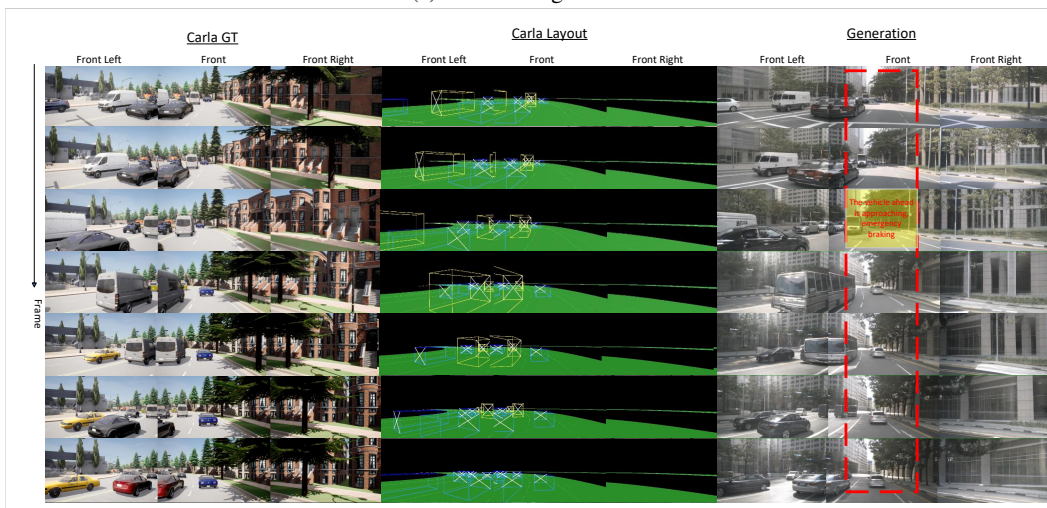 Carla GT
Carla Layout
Generation
Front Left
Front
Front Right
Front Left
Front
Front Right
Front Left
Front
Front Right
The vehicle ahead
is approaching,
emergency
braking
Frame